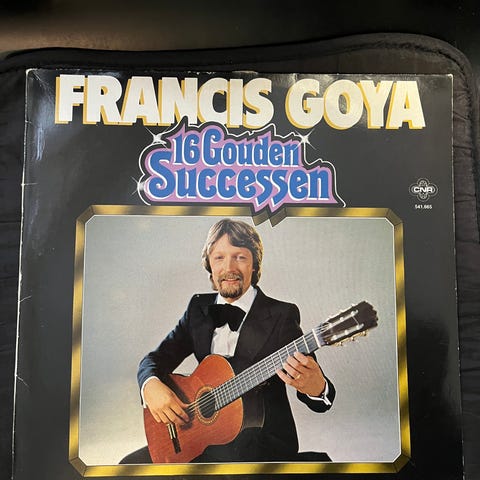 FRANCIS GOYA
16 Gouden
Successen
CNR
541.665